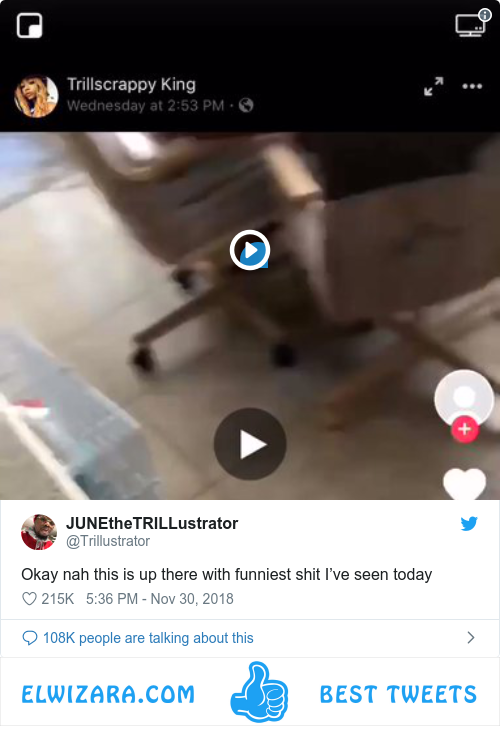 Trillscrappy King
Wednesday at 2:53 PM ·
JUNEtheTRILLustrator
@Trillustrator
Okay nah this is up there with funniest shit I’ve seen today
215K 5:36 PM - Nov 30, 2018
108K people are talking about this
ELWIZARA.COM BEST TWEETS